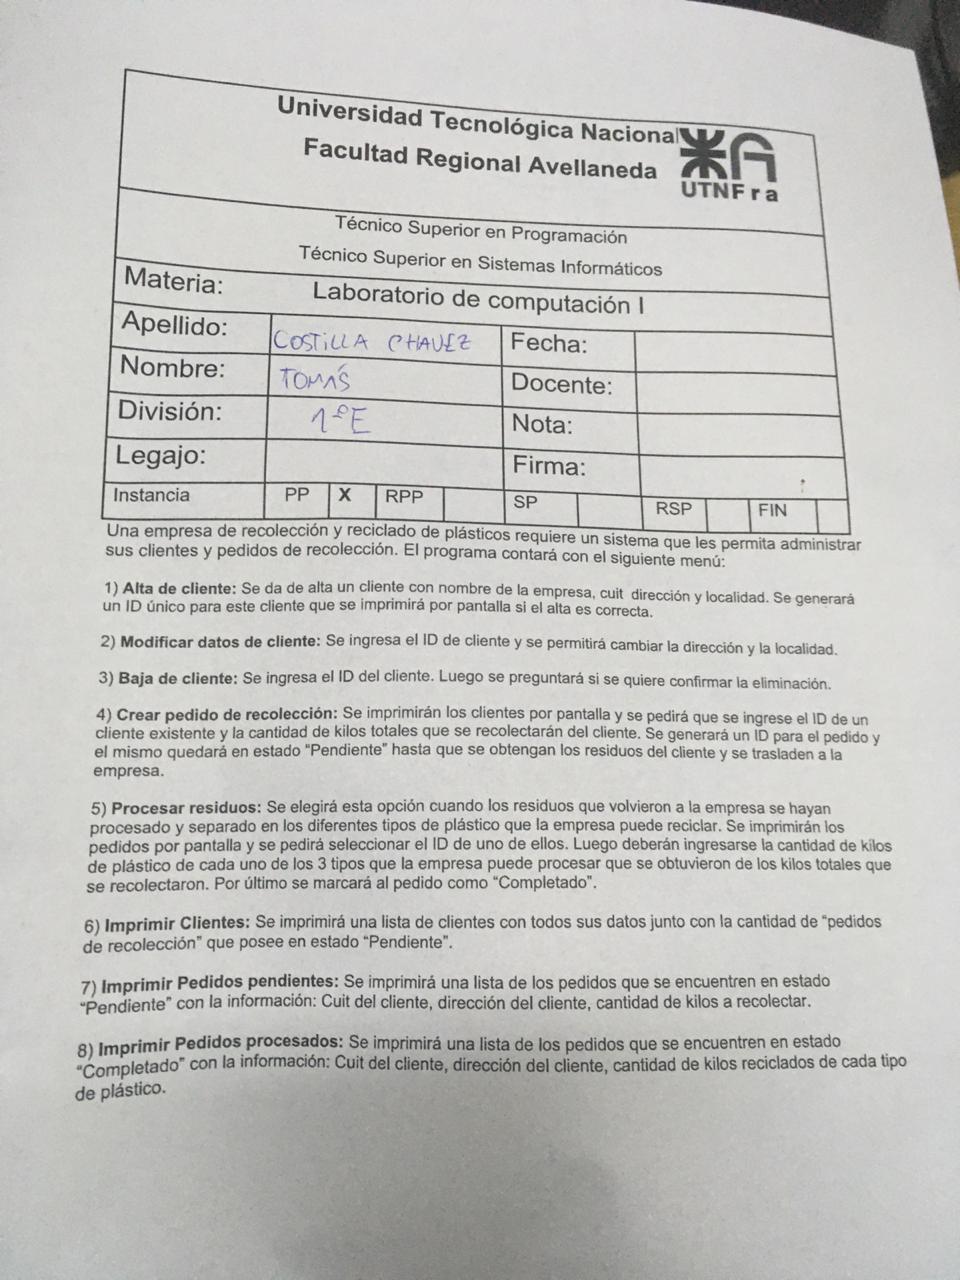 Universidad Tecnológica Nacional
Facultad Regional Avellaneda
UTNFra
Técnico Superior en Programación
Técnico Superior en Sistemas Informáticos
Materia: Laboratorio de computación I
Apellido: COSTILLA CHAVEZ Fecha:
Nombre: TOMÁS Docente:
División: 1ºE Nota:
Legajo: Firma:
Instancia PP X RPP SP RSP FIN
Una empresa de recolección y reciclado de plásticos requiere un sistema que les permita administrar
sus clientes y pedidos de recolección. El programa contará con el siguiente menú:
1) Alta de cliente: Se da de alta un cliente con nombre de la empresa, cuit dirección y localidad. Se generará
un ID único para este cliente que se imprimirá por pantalla si el alta es correcta.
2) Modificar datos de cliente: Se ingresa el ID de cliente y se permitirá cambiar la dirección y la localidad.
3) Baja de cliente: Se ingresa el ID del cliente. Luego se preguntará si se quiere confirmar la eliminación.
4) Crear pedido de recolección: Se imprimirán los clientes por pantalla y se pedirá que se ingrese el ID de un
cliente existente y la cantidad de kilos totales que se recolectarán del cliente. Se generará un ID para el pedido y
el mismo quedará en estado “Pendiente” hasta que se obtengan los residuos del cliente y se trasladen a la
empresa.
5) Procesar residuos: Se elegirá esta opción cuando los residuos que volvieron a la empresa se hayan
procesado y separado en los diferentes tipos de plástico que la empresa puede reciclar. Se imprimirán los
pedidos por pantalla y se pedirá seleccionar el ID de uno de ellos. Luego deberán ingresarse la cantidad de kilos
de plástico de cada uno de los 3 tipos que la empresa puede procesar que se obtuvieron de los kilos totales que
se recolectaron. Por último se marcará al pedido como “Completado”.
6) Imprimir Clientes: Se imprimirá una lista de clientes con todos sus datos junto con la cantidad de “pedidos
de recolección” que posee en estado “Pendiente”.
7) Imprimir Pedidos pendientes: Se imprimirá una lista de los pedidos que se encuentren en estado
“Pendiente” con la información: Cuit del cliente, dirección del cliente, cantidad de kilos a recolectar.
8) Imprimir Pedidos procesados: Se imprimirá una lista de los pedidos que se encuentren en estado
“Completado” con la información: Cuit del cliente, dirección del cliente, cantidad de kilos reciclados de cada tipo
de plástico.